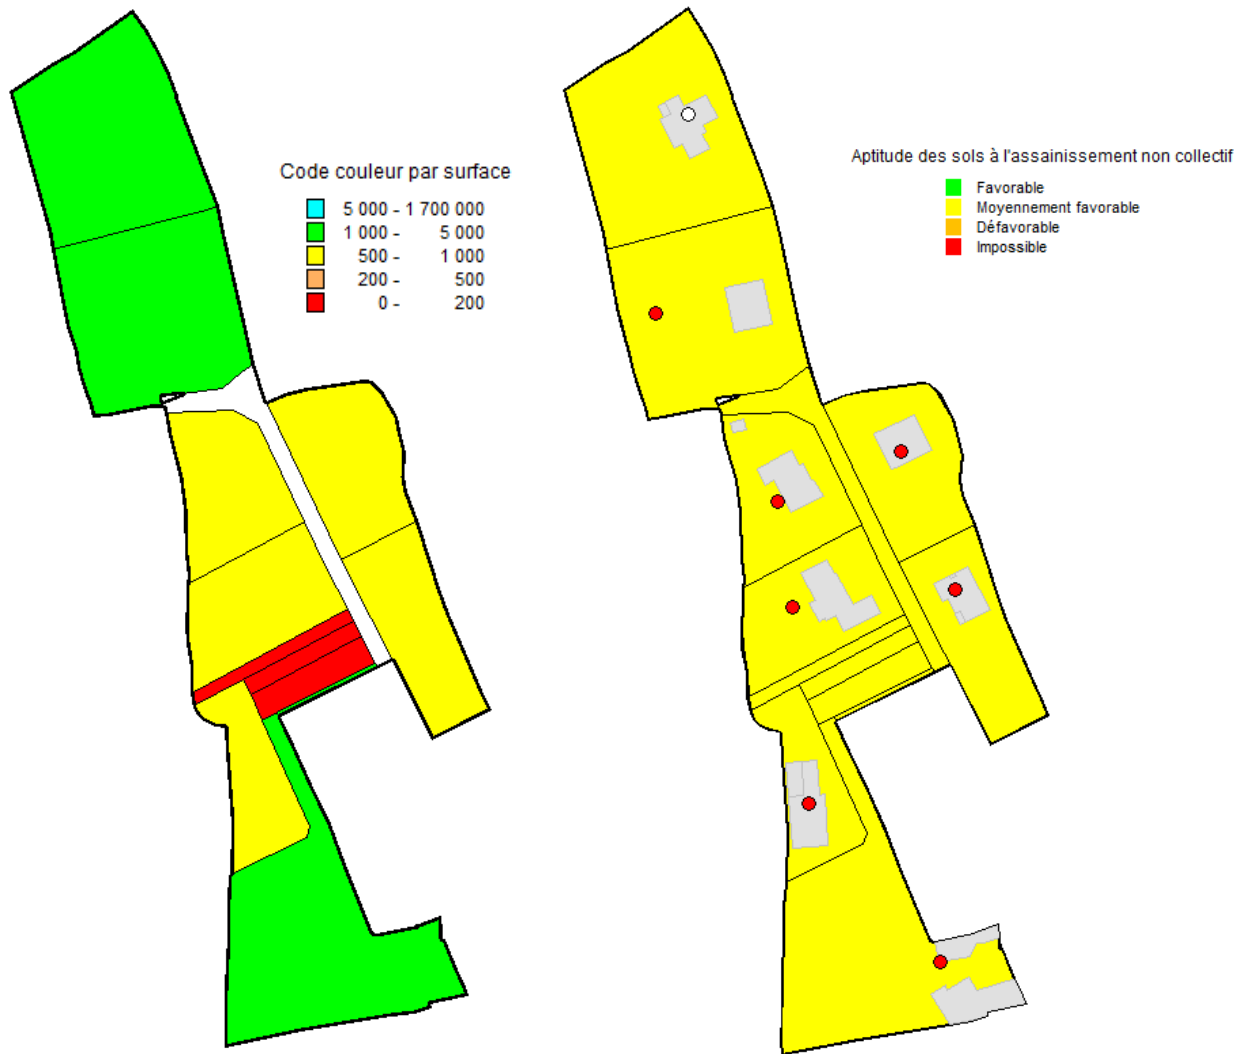 Code couleur par surface
5 000 - 1 700 000
1 000 - 5 000
500 - 1 000
200 - 500
0 - 200
Aptitude des sols à l'assainissement non collectif
Favorable
Moyennement favorable
Défavorable
Impossible